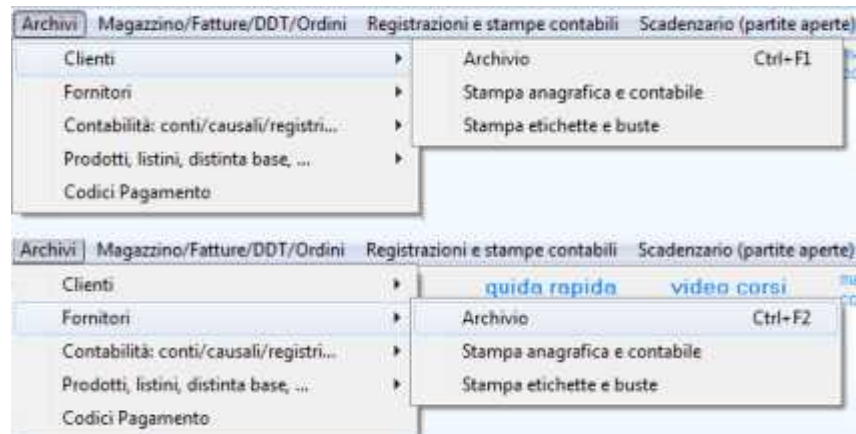 Archivi Magazzino/Fatture/DDT/Ordini Registrazioni e stampe contabili Scadenzario (partite aperte)
Clienti Archivio Ctrl+F1
Fornitori Stampa anagrafica e contabile
Contabilità: conti/causali/registri... Stampa etichette e buste
Prodotti, listini, distinta base, ...
Codici Pagamento
Archivi Magazzino/Fatture/DDT/Ordini Registrazioni e stampe contabili Scadenzario (partite aperte)
Clienti quida rapida video corsi
Fornitori Archivio Ctrl+F2
Contabilità: conti/causali/registri... Stampa anagrafica e contabile
Prodotti, listini, distinta base, ... Stampa etichette e buste
Codici Pagamento